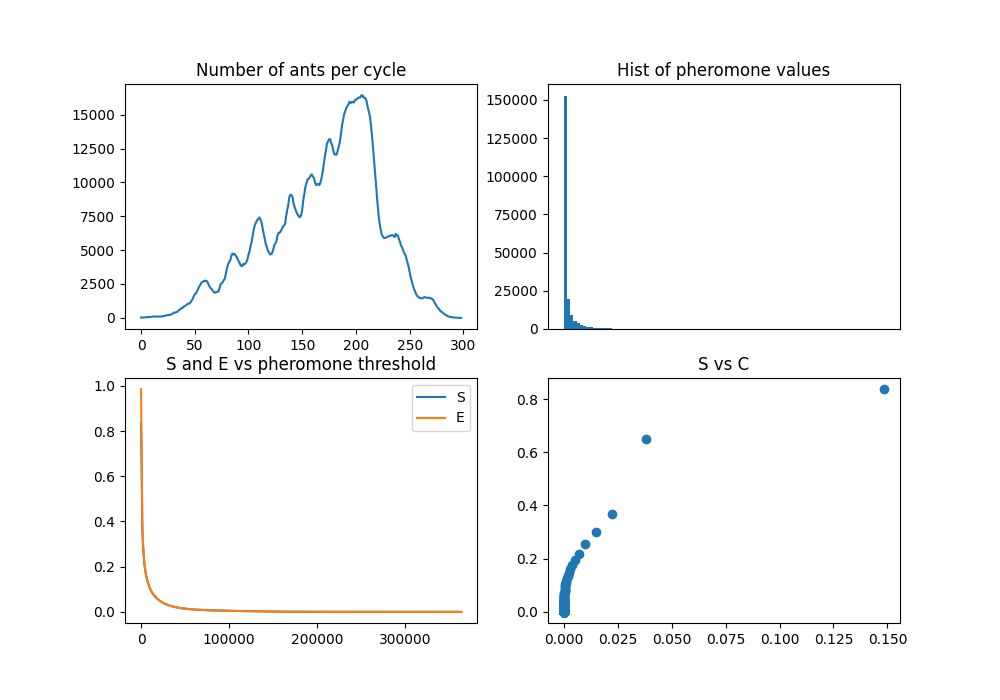 Number of ants per cycle
15000
12500
10000
7500
5000
2500
0
0 50 100 150 200 250 300
Hist of pheromone values
150000
125000
100000
75000
50000
25000
0
S and E vs pheromone threshold
1.0
0.8
0.6
0.4
0.2
0.0
0 100000 200000 300000
S
E
S vs C
0.8
0.6
0.4
0.2
0.0
0.000 0.025 0.050 0.075 0.100 0.125 0.150